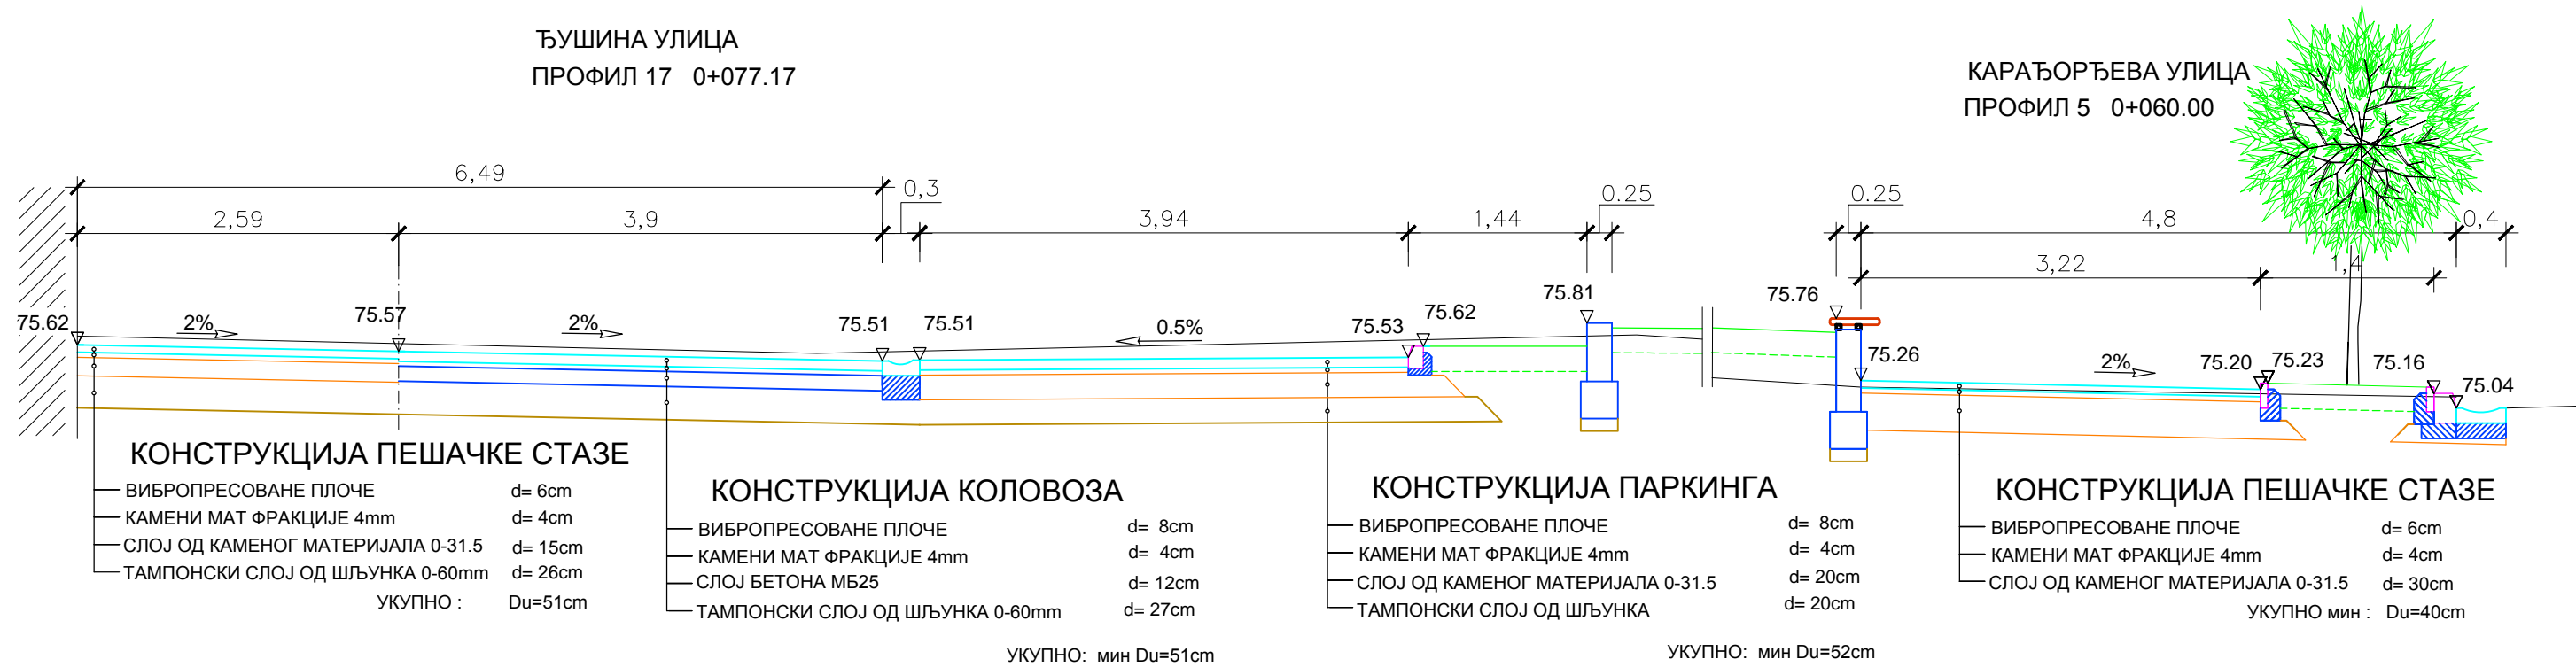 ЂУШИНА УЛИЦА
ПРОФИЛ 17 0+077.17
КАРАЂОРЂЕВА УЛИЦА
ПРОФИЛ 5 0+060.00
6,49
0,3
0.25
0.25
2,59
3,9
3,94
1,44
4,8
0,4
3,22
1,4
75.62
2%
75.57
2%
75.51
75.51
0.5%
75.53
75.62
75.81
75.76
75.26
2%
75.20
75.23
75.16
75.04
КОНСТРУКЦИЈА ПЕШАЧКЕ СТАЗЕ
ВИБРОПРЕСОВАНЕ ПЛОЧЕ d= 6cm
КАМЕНИ МАТ ФРАКЦИЈЕ 4mm d= 4cm
СЛОЈ ОД КАМЕНОГ МАТЕРИЈАЛА 0-31.5 d= 15cm
ТАМПОНСКИ СЛОЈ ОД ШЉУНКА 0-60mm d= 26cm
УКУПНО : Du=51cm
КОНСТРУКЦИЈА КОЛОВОЗА
ВИБРОПРЕСОВАНЕ ПЛОЧЕ d= 8cm
КАМЕНИ МАТ ФРАКЦИЈЕ 4mm d= 4cm
СЛОЈ БЕТОНА МБ25 d= 12cm
ТАМПОНСКИ СЛОЈ ОД ШЉУНКА 0-60mm d= 27cm
УКУПНО: мин Du=51cm
КОНСТРУКЦИЈА ПАРКИНГА
ВИБРОПРЕСОВАНЕ ПЛОЧЕ d= 8cm
КАМЕНИ МАТ ФРАКЦИЈЕ 4mm d= 4cm
СЛОЈ ОД КАМЕНОГ МАТЕРИЈАЛА 0-31.5 d= 20cm
ТАМПОНСКИ СЛОЈ ОД ШЉУНКА d= 20cm
УКУПНО: мин Du=52cm
КОНСТРУКЦИЈА ПЕШАЧКЕ СТАЗЕ
ВИБРОПРЕСОВАНЕ ПЛОЧЕ d= 6cm
КАМЕНИ МАТ ФРАКЦИЈЕ 4mm d= 4cm
СЛОЈ ОД КАМЕНОГ МАТЕРИЈАЛА 0-31.5 d= 30cm
УКУПНО мин : Du=40cm